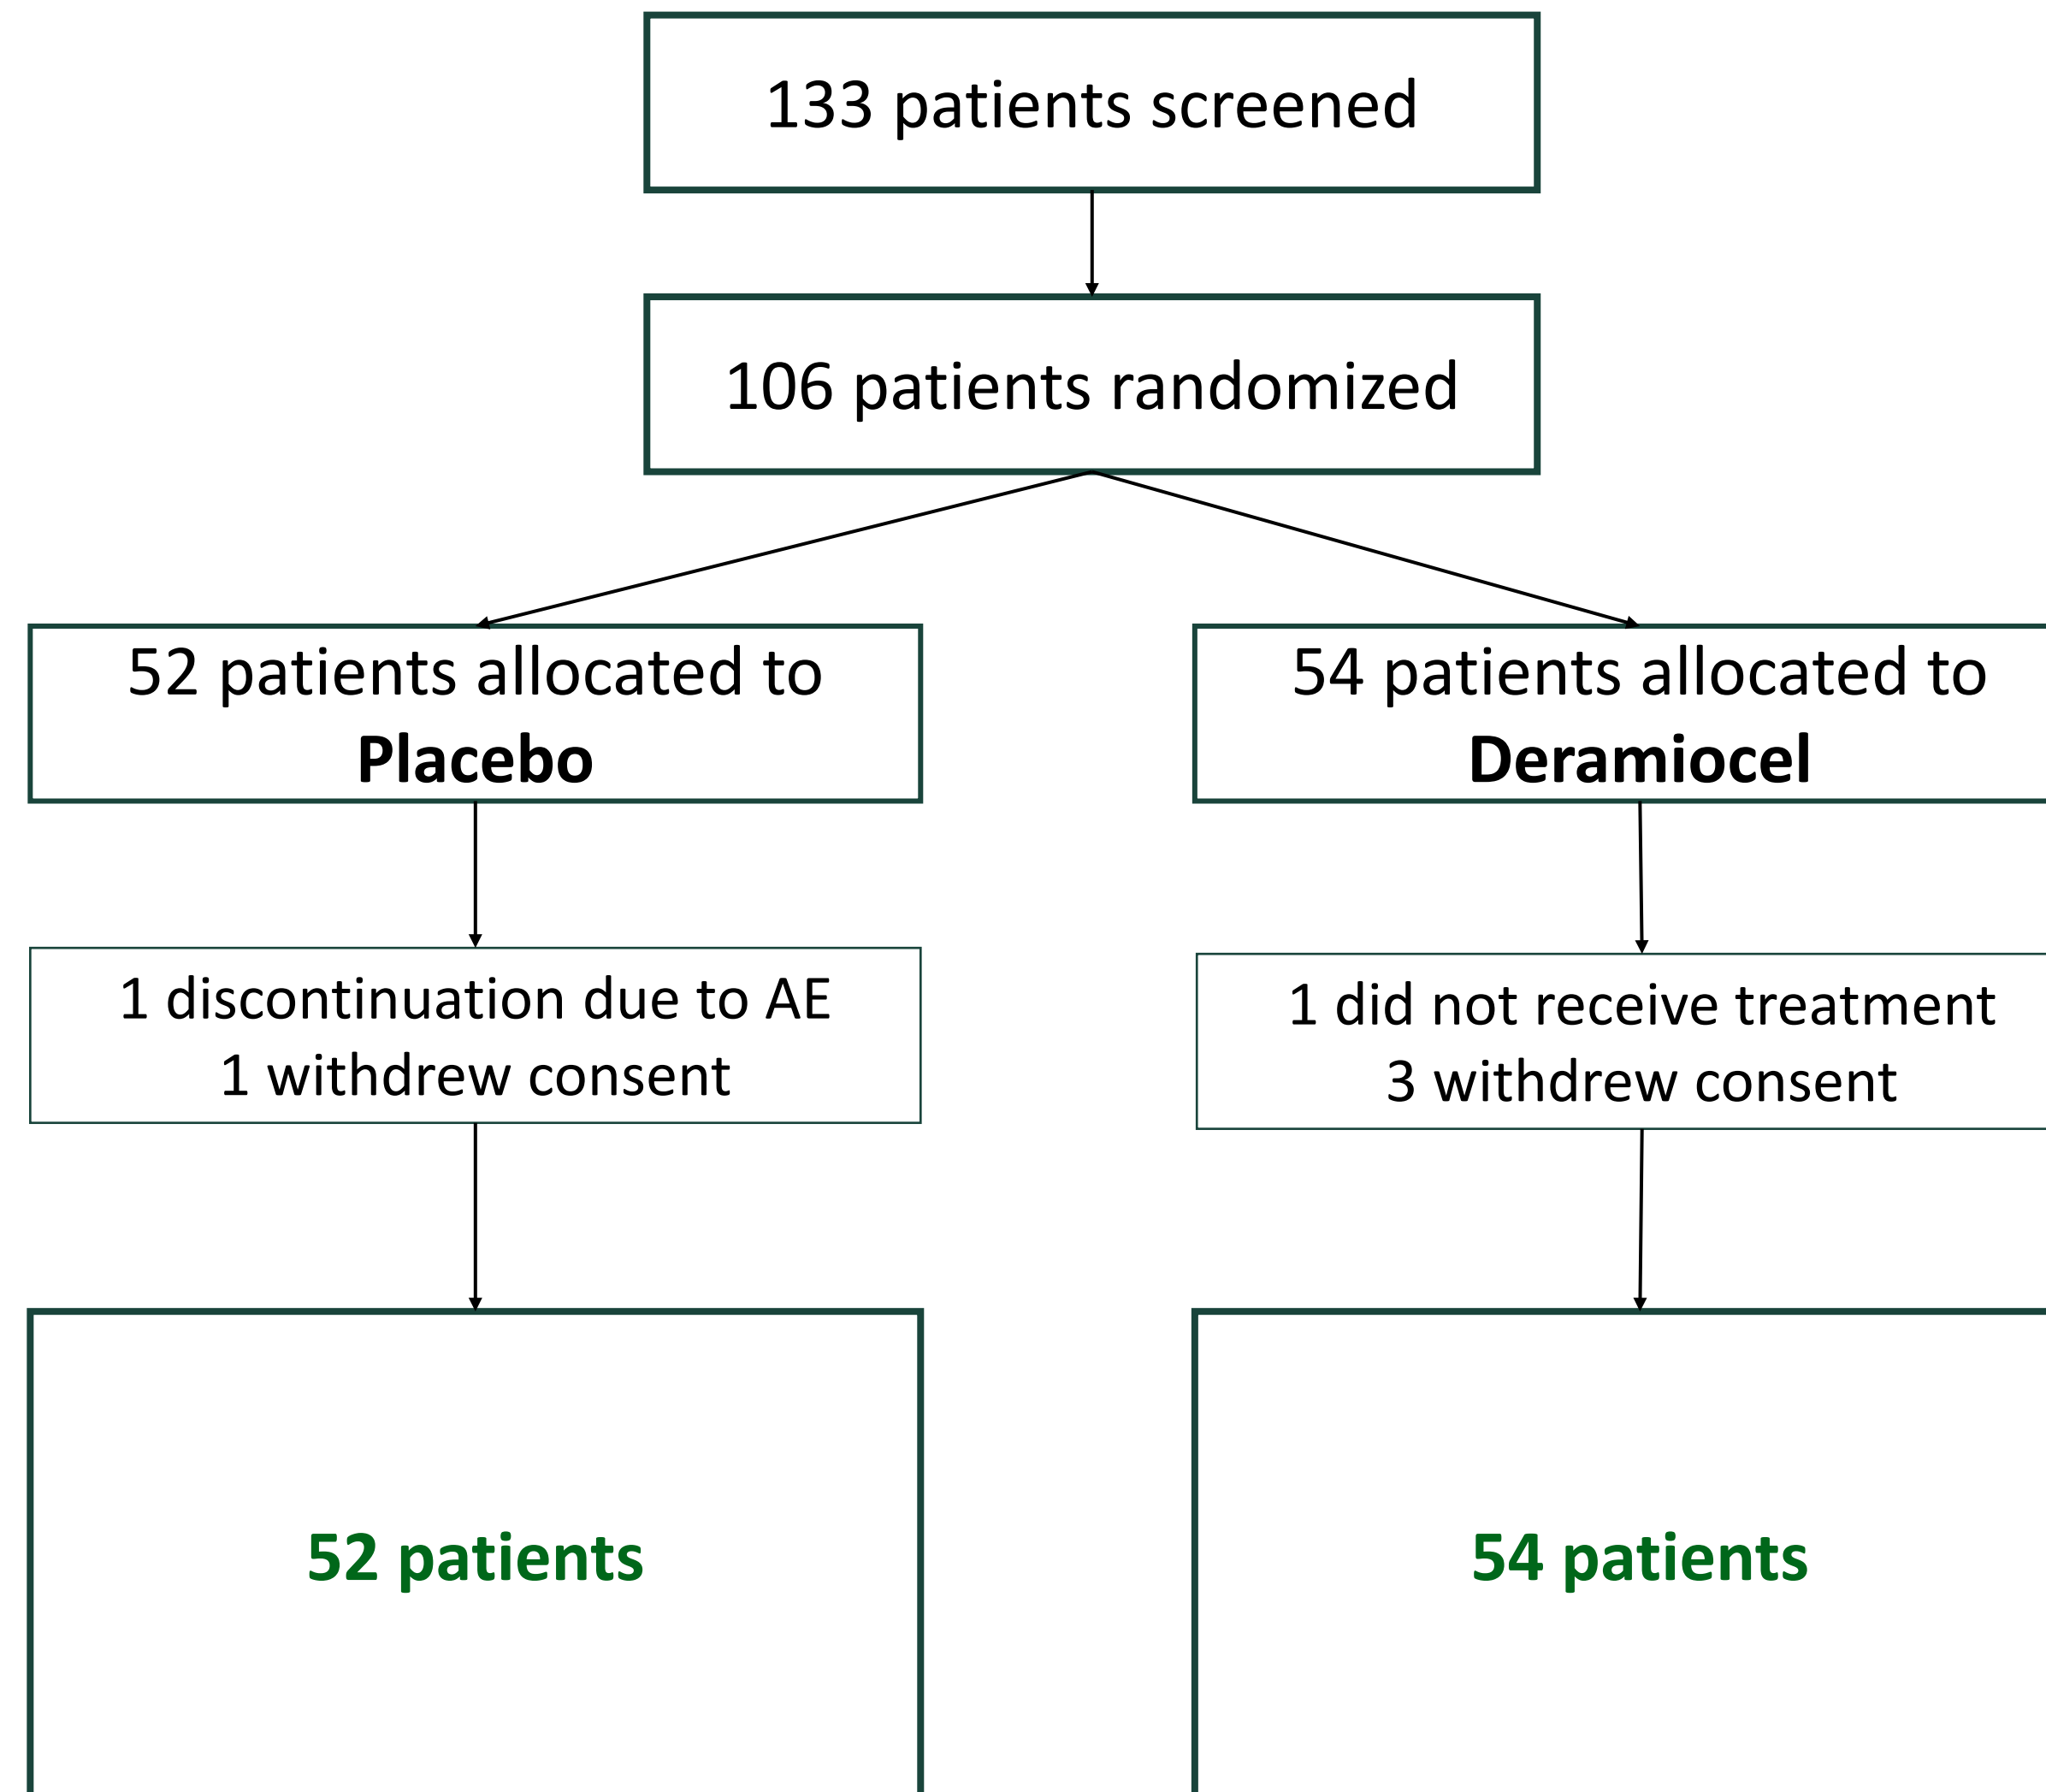 133 patients screened
106 patients randomized
52 patients allocated to
Placebo
54 patients allocated to
Deramiocel
1 discontinuation due to AE
1 withdrew consent
1 did not receive treatment
3 withdrew consent
52 patients
54 patients